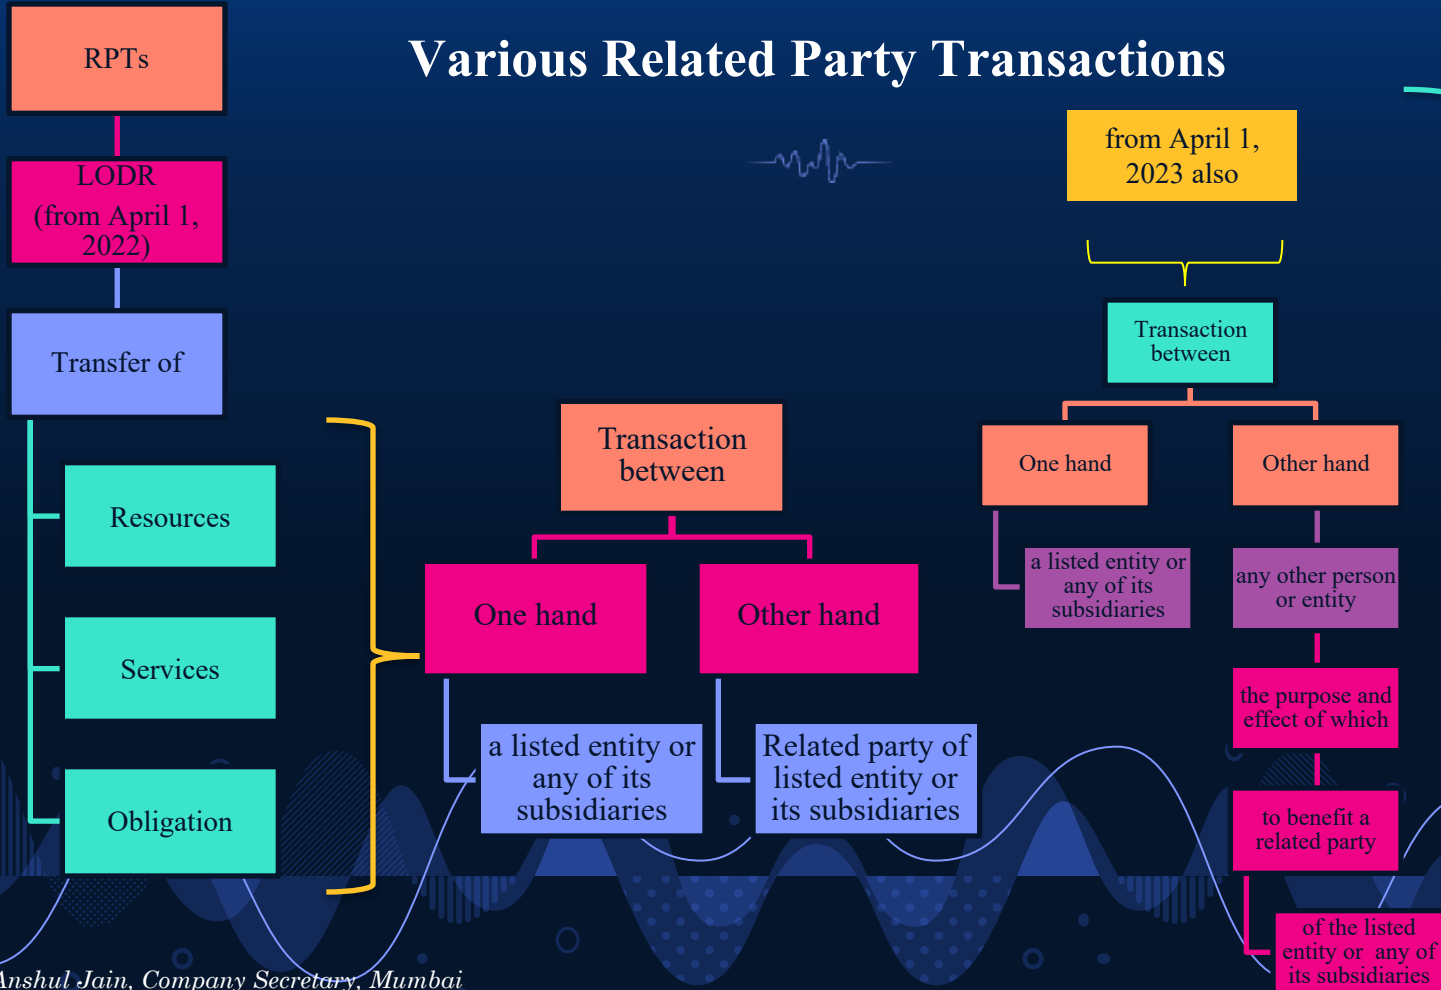 Various Related Party Transactions
RPTs
LODR
(from April 1,
2022)
Transfer of
Resources
Services
Obligation
Transaction
between
One hand
a listed entity or
any of its
subsidiaries
Other hand
Related party of
listed entity or
its subsidiaries
from April 1,
2023 also
Transaction
between
One hand
a listed entity or
any of its
subsidiaries
Other hand
any other person
or entity
the purpose and
effect of which
to benefit a
related party
of the listed
entity or any of
its subsidiaries
Anshul Jain, Company Secretary, Mumbai